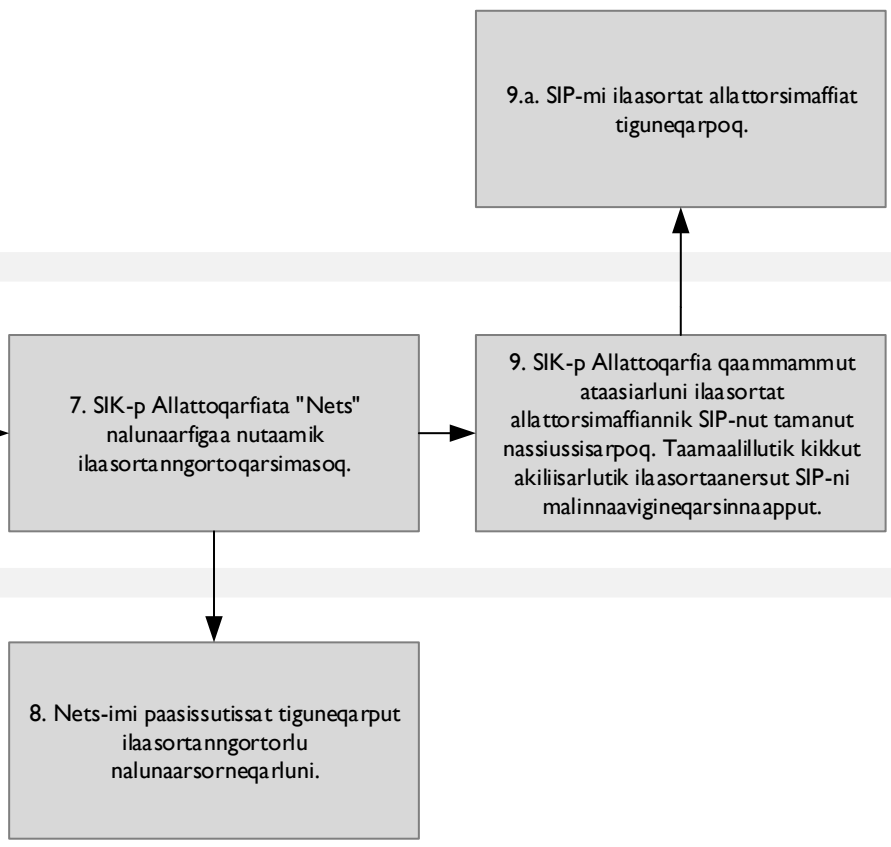 9.a. SIP-mi ilaasortat allattorsimaffiat
tiguneqarpoq.
7. SIK-p Allattoqarfiata "Nets"
nalunaarfigaa nutaamik
ilaasortanngortoqarsimasoq.
9. SIK-p Allattoqarfia qaammammut
ataasiarluni ilaasortat
allattorsimaffiannik SIP-nut tamanut
nassiussisarpoq. Taamaalillutik kikkut
akiliisarlutik ilaasortaanersut SIP-ni
malinnaavigineqarsinnaapput.
8. Nets-imi paasissutissat tiguneqarput
ilaasortanngortorlu
nalunaarsorneqarluni.